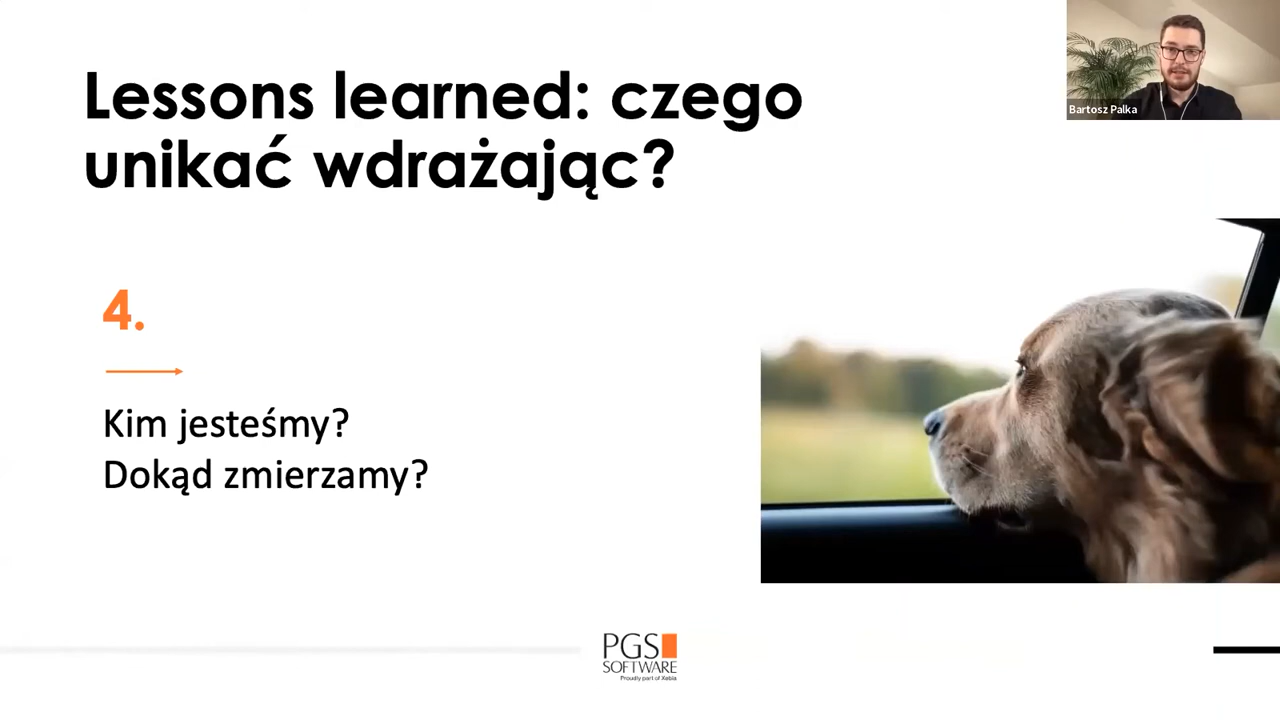 Lessons learned: czego
unikać wdrażając?
Bartosz Palka
4.
Kim jesteśmy?
Dokąd zmierzamy?
PGS
SOFTWARE
Proudly part of Xebia